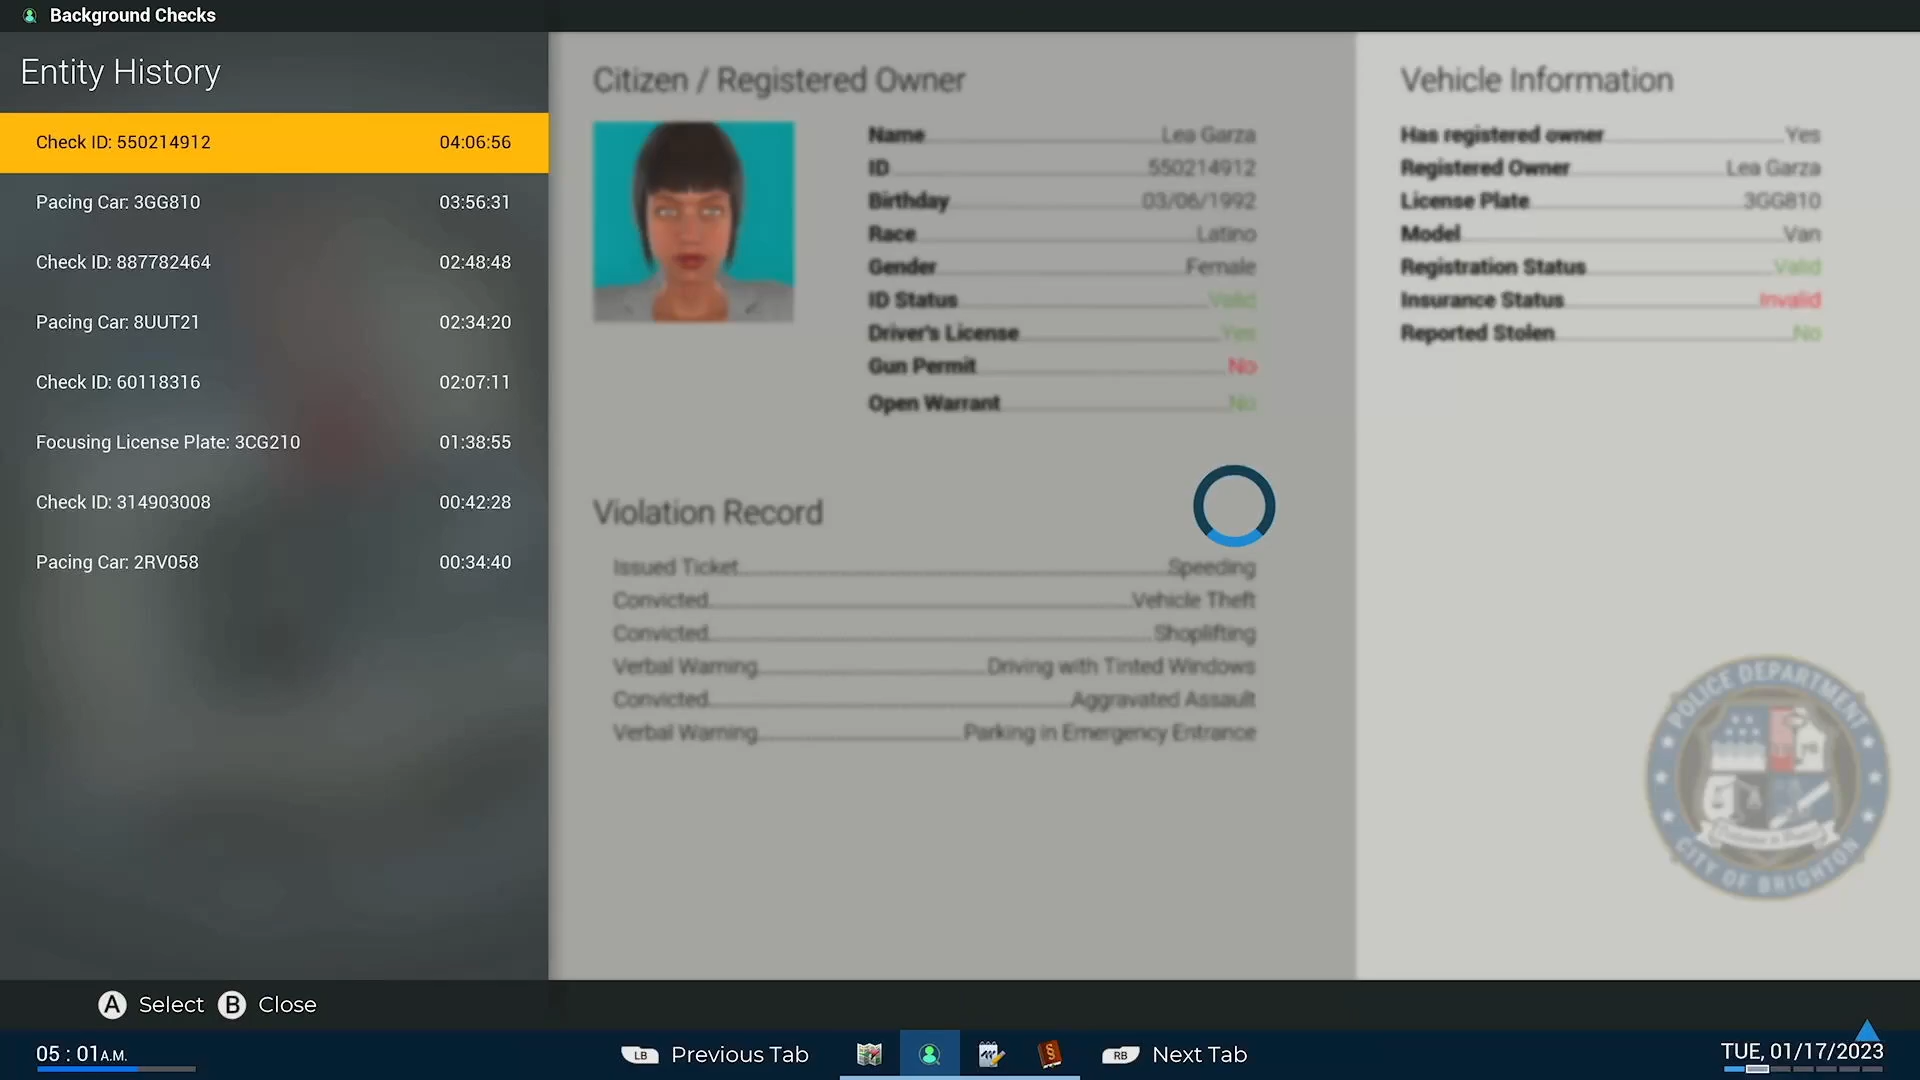 Background Checks
Entity History
Check ID: 550214912 04:06:56
Pacing Car: 3GG810 03:56:31
Check ID: 887782464 02:48:48
Pacing Car: 8UUT21 02:34:20
Check ID: 60118316 02:07:11
Focusing License Plate: 3CG210 01:38:55
Check ID: 314903008 00:42:28
Pacing Car: 2RV058 00:34:40
Citizen / Registered Owner
Name Lea Garza
ID 550214912
Birthday 03/06/1992
Race Latino
Gender Female
ID Status Valid
Driver's License Yes
Gun Permit No
Open Warrant No
Violation Record
Issued Ticket Speeding
Convicted Vehicle Theft
Convicted Shoplifting
Verbal Warning Driving with Tinted Windows
Convicted Aggravated Assault
Verbal Warning Parking in Emergency Entrance
Vehicle Information
Has registered owner Yes
Registered Owner Lea Garza
License Plate 3GG810
Model Van
Registration Status Valid
Insurance Status Invalid
Reported Stolen No
POLICE DEPARTMENT
CITY OF BRIGHTON
A Select B Close
05 : 01 A.M.
LB Previous Tab
RB Next Tab
TUE, 01/17/2023